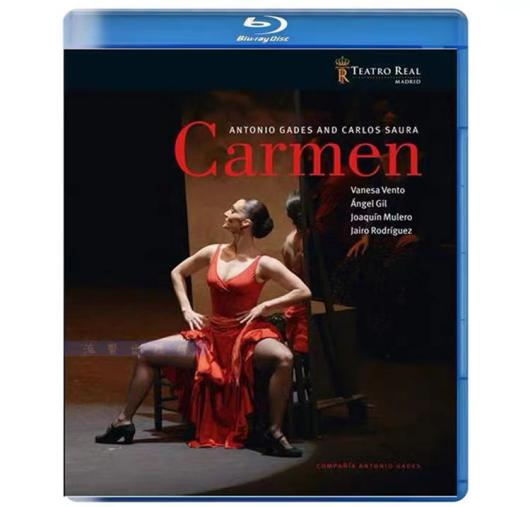 Blu-ray Disc
TEATRO REAL
MADRID
ANTONIO GADES AND CARLOS SAURA
Carmen
Vanesa Vento
Ángel Gil
Joaquín Mulero
Jairo Rodríguez
COMPAÑÍA ANTONIO GADES